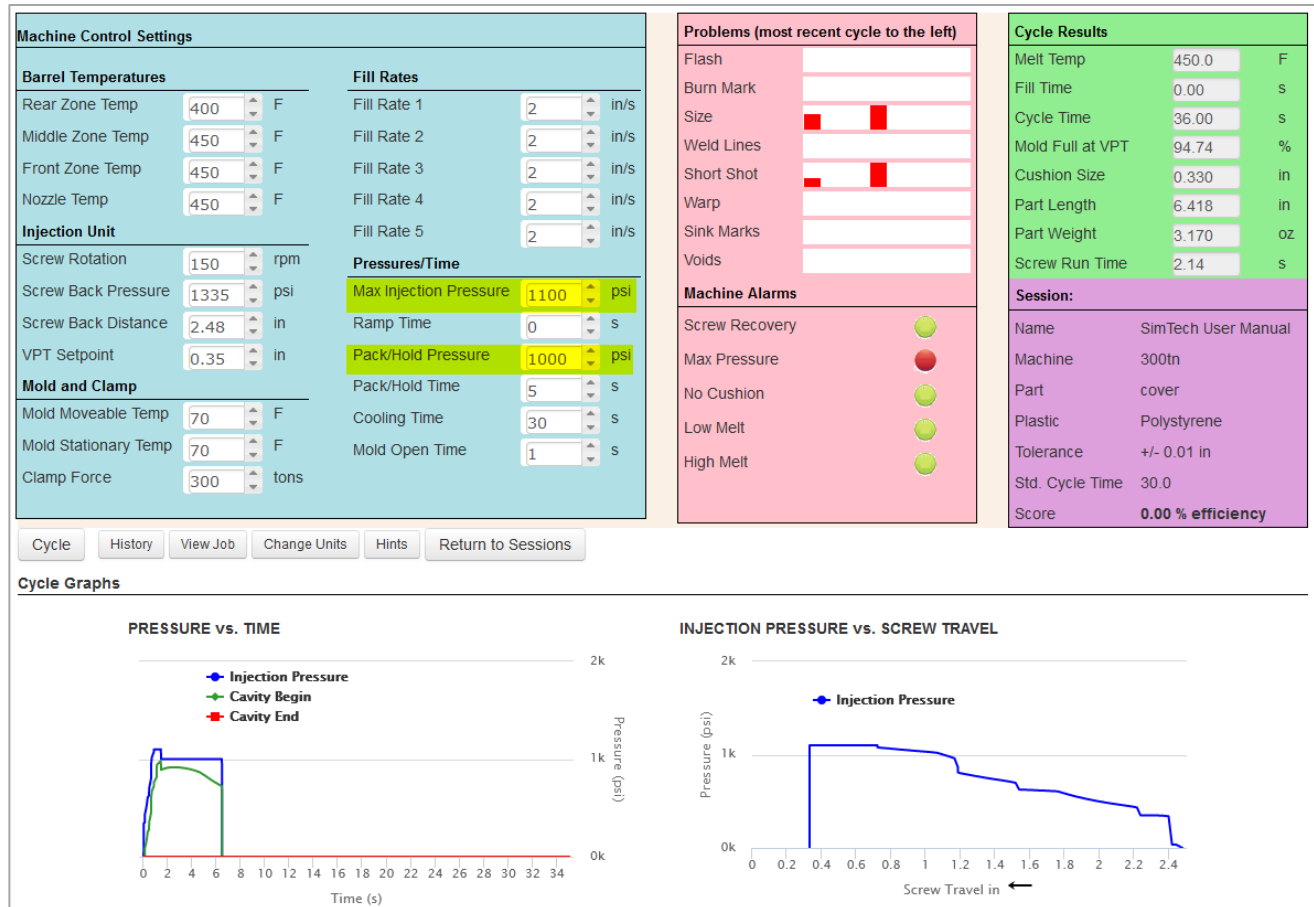 Machine Control Settings
Barrel Temperatures
Rear Zone Temp 400 F
Middle Zone Temp 450 F
Front Zone Temp 450 F
Nozzle Temp 450 F
Injection Unit
Screw Rotation 150 rpm
Screw Back Pressure 1335 psi
Screw Back Distance 2.48 in
VPT Setpoint 0.35 in
Mold and Clamp
Mold Moveable Temp 70 F
Mold Stationary Temp 70 F
Clamp Force 300 tons
Fill Rates
Fill Rate 1 2 in/s
Fill Rate 2 2 in/s
Fill Rate 3 2 in/s
Fill Rate 4 2 in/s
Fill Rate 5 2 in/s
Pressures/Time
Max Injection Pressure 1100 psi
Ramp Time 0 s
Pack/Hold Pressure 1000 psi
Pack/Hold Time 5 s
Cooling Time 30 s
Mold Open Time 1 s
Problems (most recent cycle to the left)
Flash
Burn Mark
Size
Weld Lines
Short Shot
Warp
Sink Marks
Voids
Machine Alarms
Screw Recovery
Max Pressure
No Cushion
Low Melt
High Melt
Cycle Results
Melt Temp 450.0 F
Fill Time 0.00 s
Cycle Time 36.00 s
Mold Full at VPT 94.74 %
Cushion Size 0.330 in
Part Length 6.418 in
Part Weight 3.170 oz
Screw Run Time 2.14 s
Session:
Name SimTech User Manual
Machine 300tn
Part cover
Plastic Polystyrene
Tolerance +/- 0.01 in
Std. Cycle Time 30.0
Score 0.00 % efficiency
Cycle History View Job Change Units Hints Return to Sessions
Cycle Graphs
PRESSURE vs. TIME
Injection Pressure
Cavity Begin
Cavity End
2k
1k
0k
Pressure (psi)
0 2 4 6 8 10 12 14 16 18 20 22 24 26 28 30 32 34
Time (s)
INJECTION PRESSURE vs. SCREW TRAVEL
Injection Pressure
2k
1k
0k
Pressure (psi)
0 0.2 0.4 0.6 0.8 1 1.2 1.4 1.6 1.8 2 2.2 2.4
Screw Travel in ←